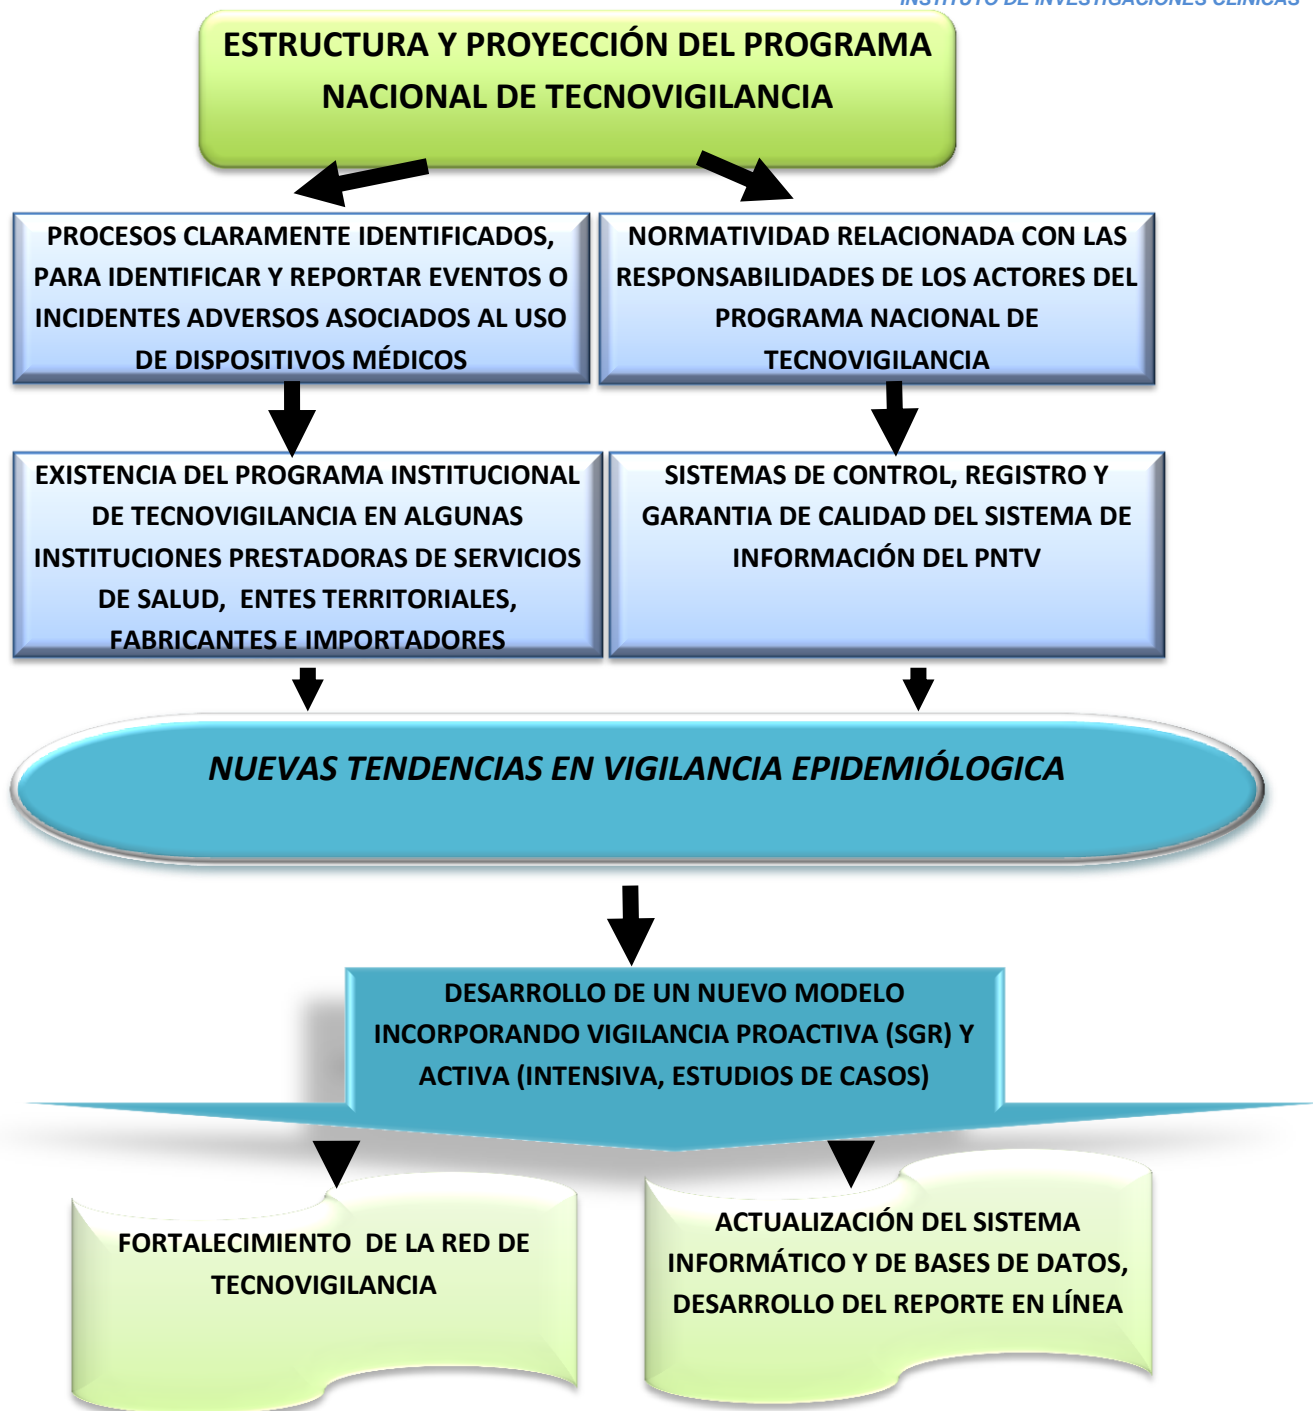 INSTITUTO DE INVESTIGACIONES CLÍNICAS
ESTRUCTURA Y PROYECCIÓN DEL PROGRAMA
NACIONAL DE TECNOVIGILANCIA
PROCESOS CLARAMENTE IDENTIFICADOS,
PARA IDENTIFICAR Y REPORTAR EVENTOS O
INCIDENTES ADVERSOS ASOCIADOS AL USO
DE DISPOSITIVOS MÉDICOS
NORMATIVIDAD RELACIONADA CON LAS
RESPONSABILIDADES DE LOS ACTORES DEL
PROGRAMA NACIONAL DE
TECNOVIGILANCIA
EXISTENCIA DEL PROGRAMA INSTITUCIONAL
DE TECNOVIGILANCIA EN ALGUNAS
INSTITUCIONES PRESTADORAS DE SERVICIOS
DE SALUD,  ENTES TERRITORIALES,
FABRICANTES E IMPORTADORES
SISTEMAS DE CONTROL, REGISTRO Y
GARANTIA DE CALIDAD DEL SISTEMA DE
INFORMACIÓN DEL PNTV
NUEVAS TENDENCIAS EN VIGILANCIA EPIDEMIÓLOGICA
DESARROLLO DE UN NUEVO MODELO
INCORPORANDO VIGILANCIA PROACTIVA (SGR) Y
ACTIVA (INTENSIVA, ESTUDIOS DE CASOS)
FORTALECIMIENTO  DE LA RED DE
TECNOVIGILANCIA
ACTUALIZACIÓN DEL SISTEMA
INFORMÁTICO Y DE BASES DE DATOS,
DESARROLLO DEL REPORTE EN LÍNEA